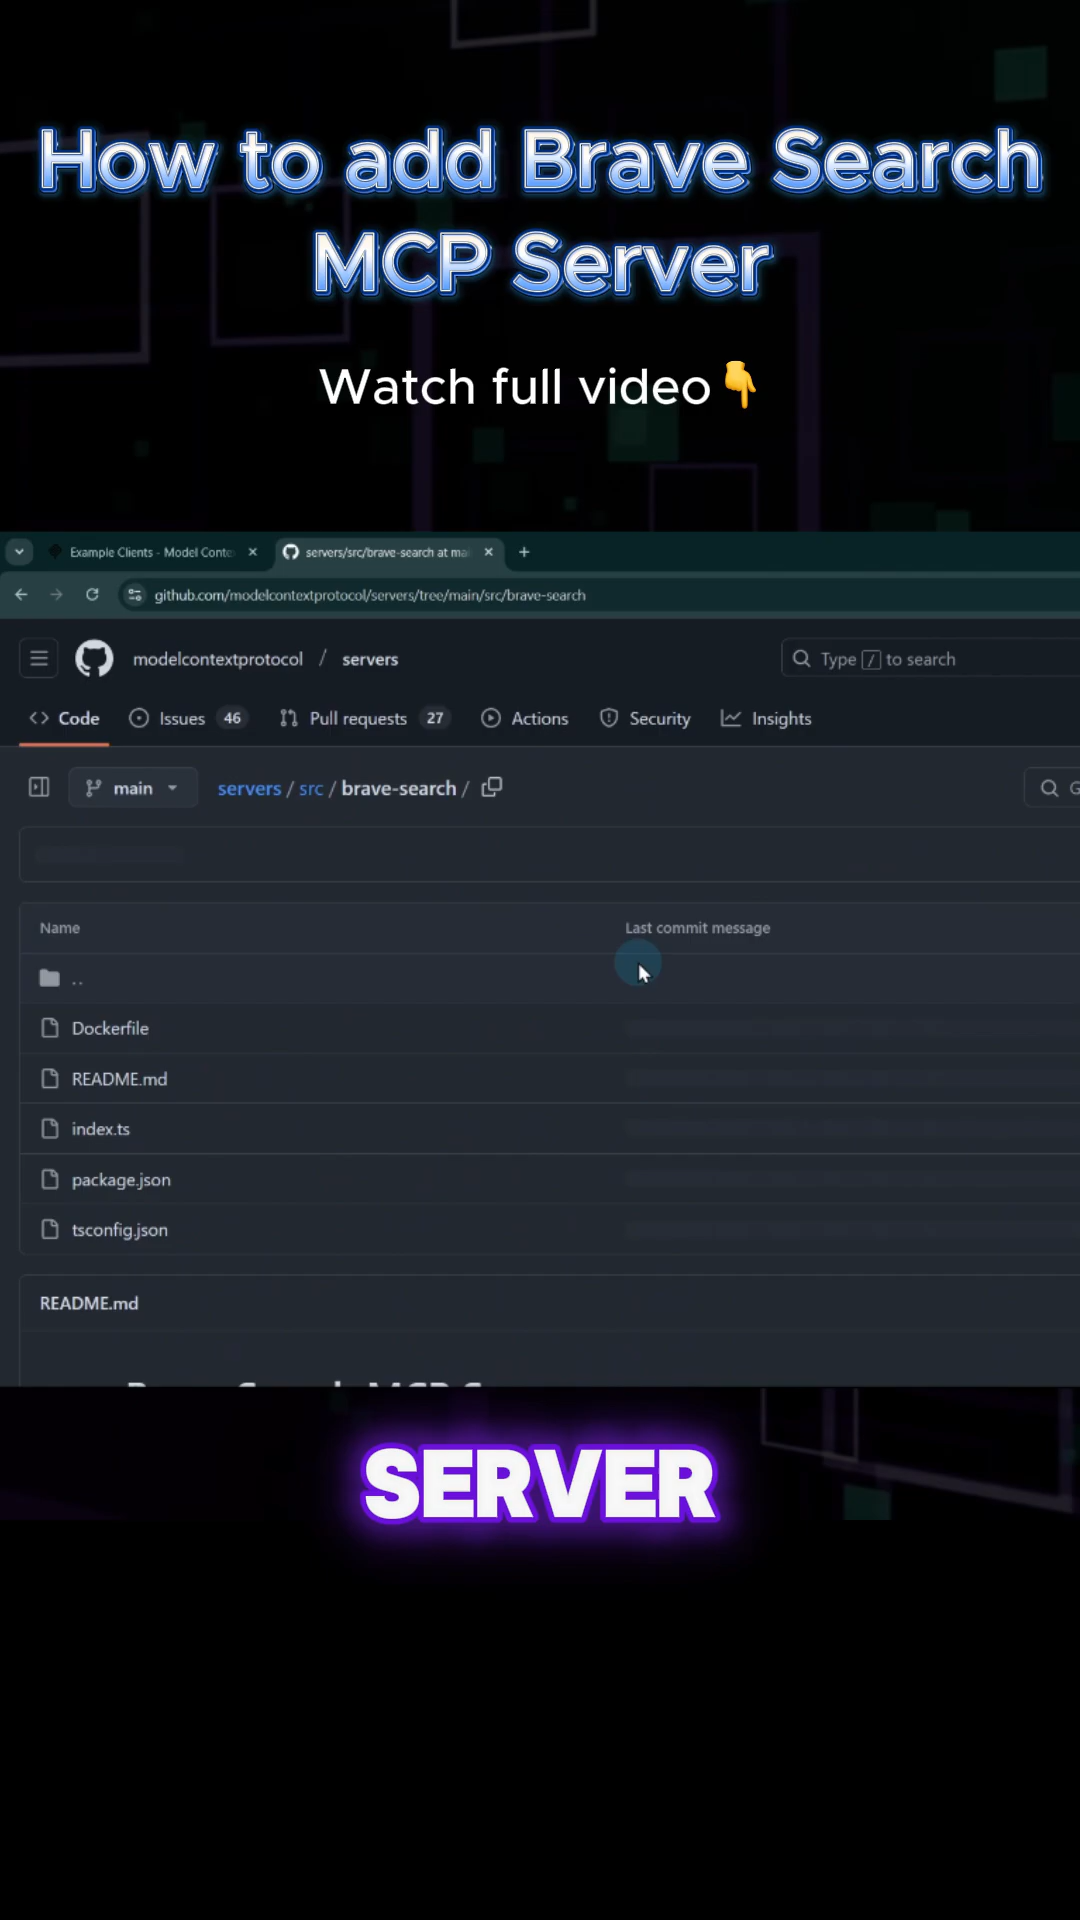 How to add Brave Search
MCP Server
Watch full video👇
Example Clients - Model Conte
servers/src/brave-search at mai
github.com/modelcontextprotocol/servers/tree/main/src/brave-search
modelcontextprotocol / servers
Type / to search
Code
Issues 46
Pull requests 27
Actions
Security
Insights
main
servers / src / brave-search /
G
Name
Last commit message
..
Dockerfile
README.md
index.ts
package.json
tsconfig.json
README.md
SERVER